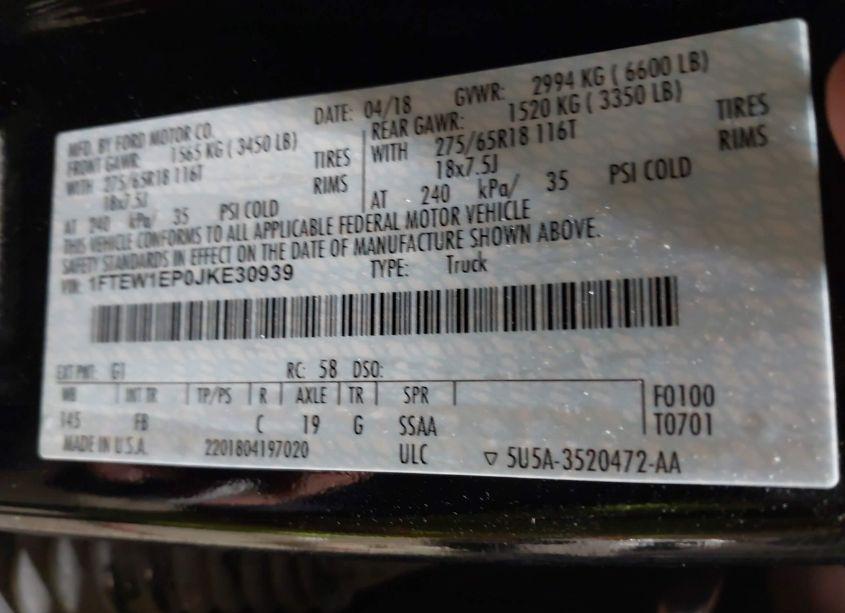 MFD. BY FORD MOTOR CO.
DATE: 04/18 GVWR: 2994 KG ( 6600 LB)
FRONT GAWR: 1565 KG ( 3450 LB)
WITH 275/65R18 116T TIRES
18x7.5J RIMS
AT 240 kPa/ 35 PSI COLD
REAR GAWR: 1520 KG ( 3350 LB)
WITH 275/65R18 116T TIRES
18x7.5J RIMS
AT 240 kPa/ 35 PSI COLD
THIS VEHICLE CONFORMS TO ALL APPLICABLE FEDERAL MOTOR VEHICLE
SAFETY STANDARDS IN EFFECT ON THE DATE OF MANUFACTURE SHOWN ABOVE.
VIN: 1FTEW1EP0JKE30939 TYPE: Truck
EXT PNT: G1 RC: 58 DSO:
WB INT TR TP/PS R AXLE TR SPR F0100
145 FB C 19 G SSAA T0701
MADE IN U.S.A. 2201804197020 ULC ▽ 5U5A-3520472-AA